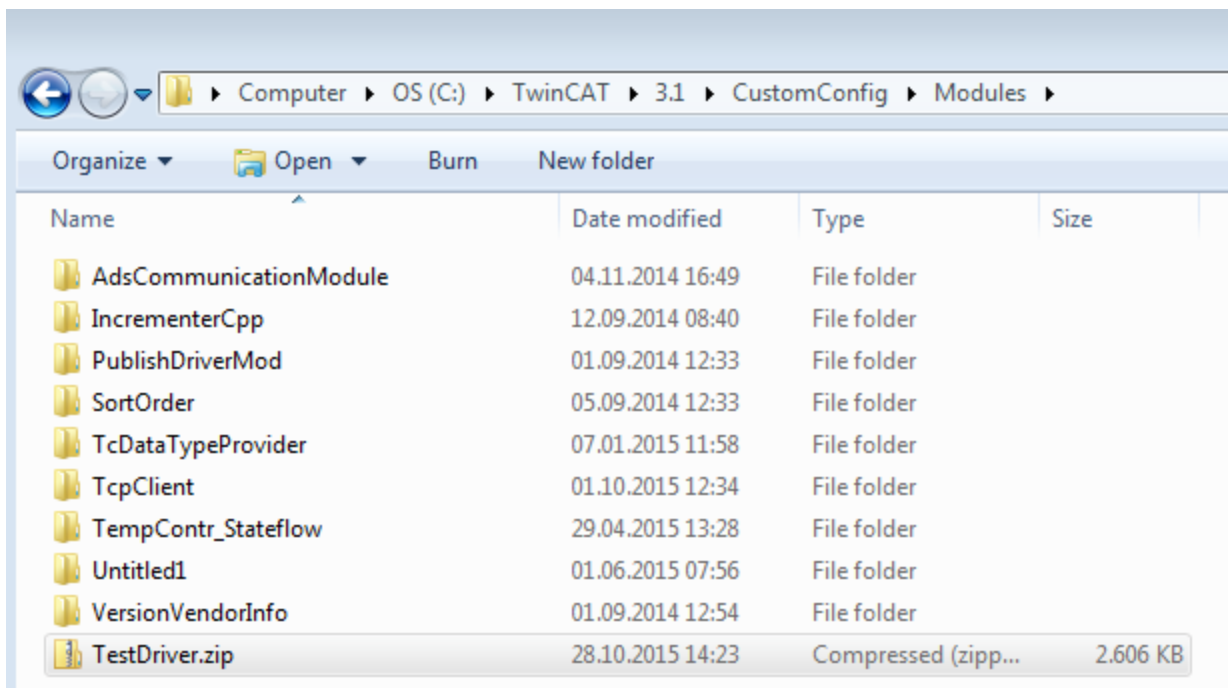 Computer OS (C:) TwinCAT 3.1 CustomConfig Modules
Organize Open Burn New folder
Name Date modified Type Size
AdsCommunicationModule 04.11.2014 16:49 File folder
IncrementerCpp 12.09.2014 08:40 File folder
PublishDriverMod 01.09.2014 12:33 File folder
SortOrder 05.09.2014 12:33 File folder
TcDataTypeProvider 07.01.2015 11:58 File folder
TcpClient 01.10.2015 12:34 File folder
TempContr_Stateflow 29.04.2015 13:28 File folder
Untitled1 01.06.2015 07:56 File folder
VersionVendorInfo 01.09.2014 12:54 File folder
TestDriver.zip 28.10.2015 14:23 Compressed (zipp... 2.606 KB